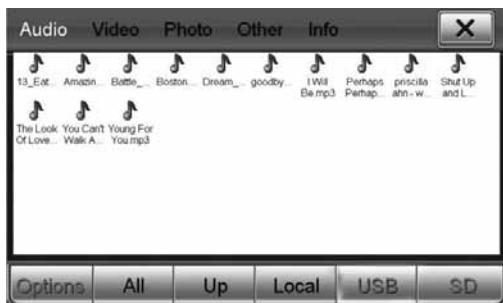 Audio Video Photo Other Info X
13_Eat... Amazin... Battle_... Boston... Dream_... goodby... I Will Perhaps priscilla Shut Up
Be.mp3 Perhap... ahn - w... and L...
The Look You Can't Young For
Of Love... Walk A... You.mp3
Options All Up Local USB SD